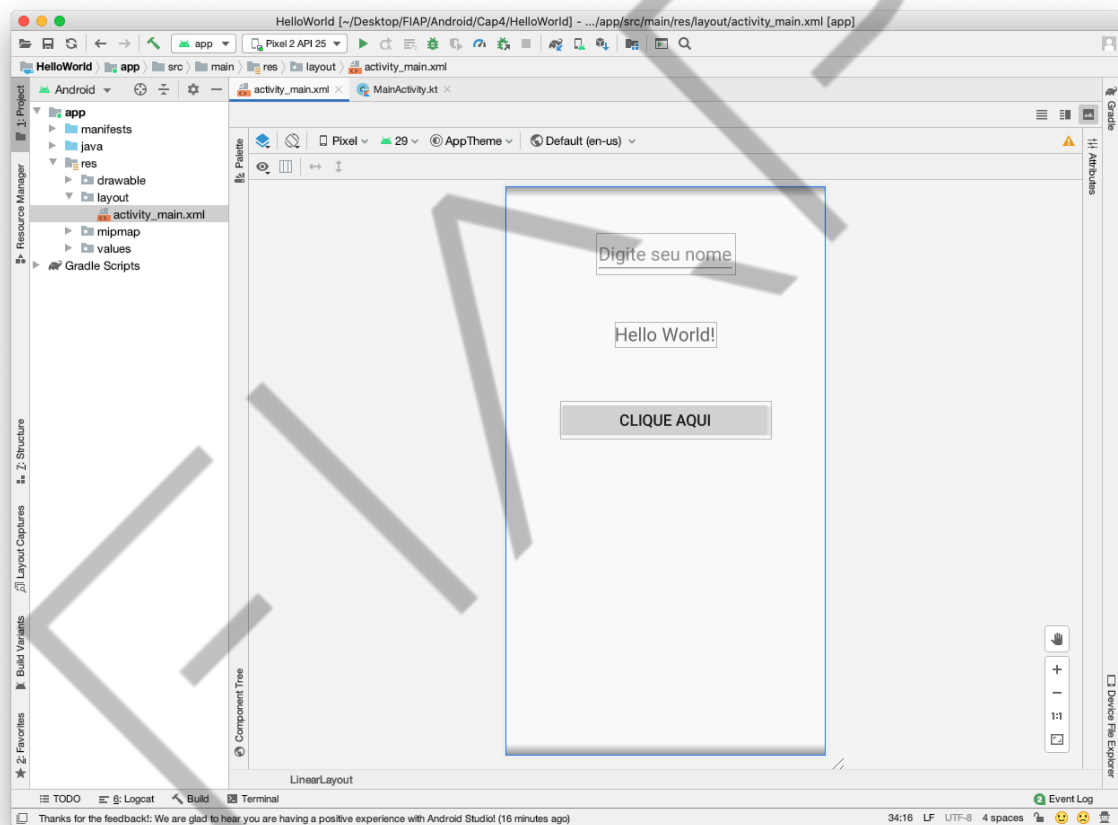 HelloWorld [~/Desktop/FIAP/Android/Cap4/HelloWorld] - .../app/src/main/res/layout/activity_main.xml [app]
app Pixel 2 API 25
HelloWorld app src main res layout activity_main.xml
1: Project
Android
activity_main.xml
MainActivity.kt
Gradle
app
manifests
java
res
drawable
layout
activity_main.xml
mipmap
values
Gradle Scripts
Resource Manager
Z: Structure
Layout Captures
Build Variants
2: Favorites
Palette
Pixel 29 AppTheme Default (en-us)
Attributes
Digite seu nome
Hello World!
CLIQUE AQUI
1:1
Component Tree
Device File Explorer
LinearLayout
TODO 6: Logcat Build Terminal
2 Event Log
Thanks for the feedback!: We are glad to hear you are having a positive experience with Android Studio! (16 minutes ago)
34:16 LF UTF-8 4 spaces